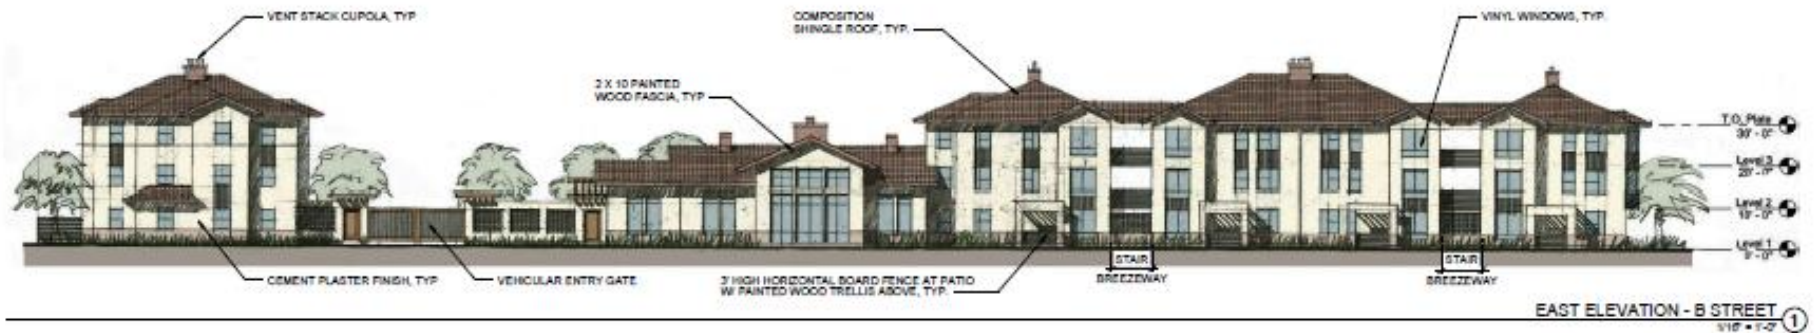 VENT STACK CUPOLA, TYP
COMPOSITION
SHINGLE ROOF, TYP.
VINYL WINDOWS, TYP.
2 X 10 PAINTED
WOOD FASCIA, TYP
T.O. Plate
Level 3
Level 2
Level 1
CEMENT PLASTER FINISH, TYP
VEHICULAR ENTRY GATE
3' HIGH HORIZONTAL BOARD FENCE AT PATIO
W/ PAINTED WOOD TRELLIS ABOVE, TYP.
STAIR
BREEZEWAY
STAIR
BREEZEWAY
EAST ELEVATION - B STREET
1